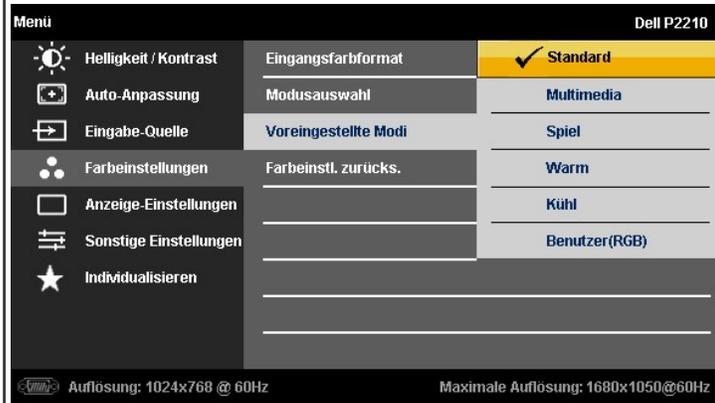 Menü
Dell P2210
Helligkeit / Kontrast
Eingangsfarbformat
Standard
Auto-Anpassung
Modusauswahl
Multimedia
Eingabe-Quelle
Voreingestellte Modi
Spiel
Farbeinstellungen
Farbeinstl. zurücks.
Warm
Anzeige-Einstellungen
Kühl
Sonstige Einstellungen
Benutzer(RGB)
Individualisieren
Auflösung: 1024x768 @ 60Hz
Maximale Auflösung: 1680x1050@60Hz